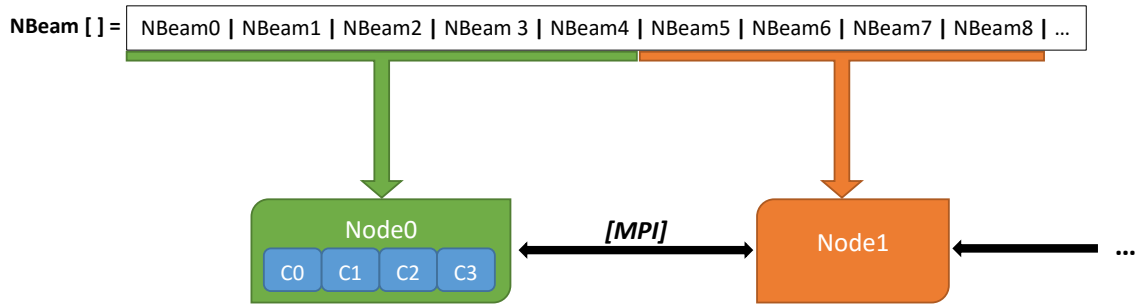 NBeam [ ] = NBeam0 | NBeam1 | NBeam2 | NBeam 3 | NBeam4 | NBeam5 | NBeam6 | NBeam7 | NBeam8 | ...
[MPI]
Node0
Node1
C0 C1 C2 C3
...